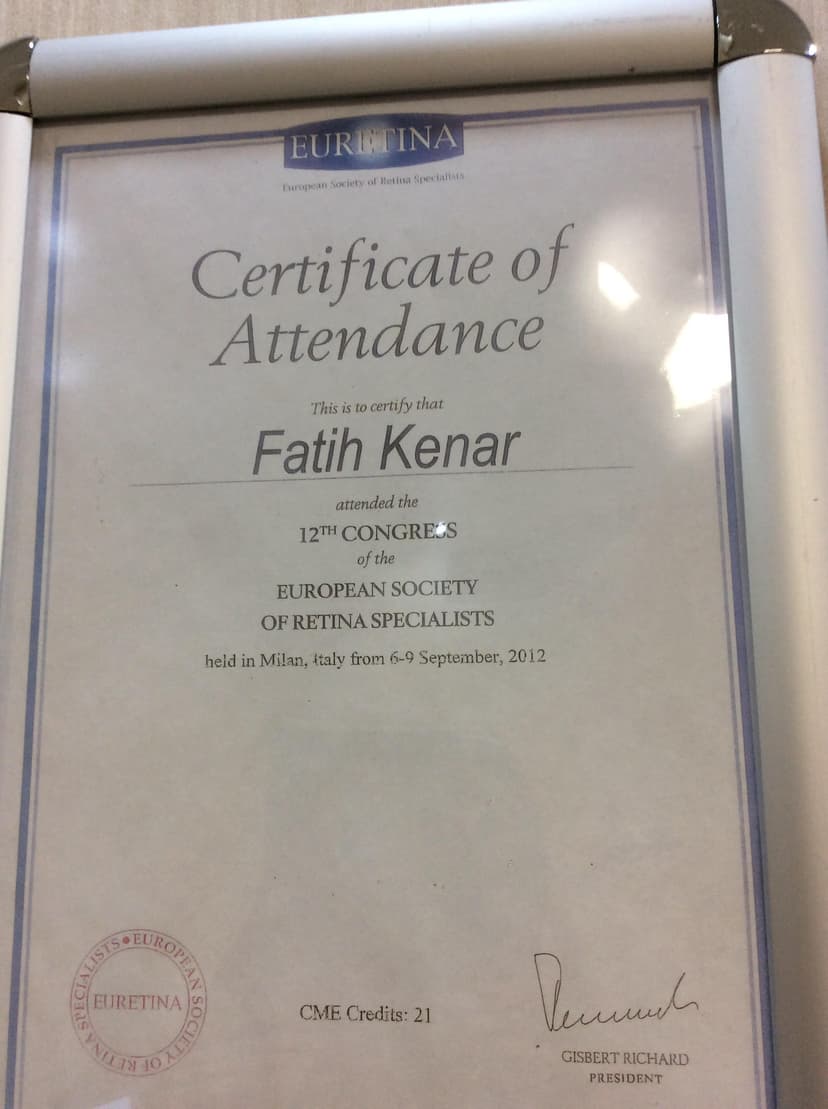 EURETINA
European Society of Retina Specialists
Certificate of
Attendance
This is to certify that
Fatih Kenar
attended the
12TH CONGRESS
of the
EUROPEAN SOCIETY
OF RETINA SPECIALISTS
held in Milan, Italy from 6-9 September, 2012
EUROPEAN SOCIETY OF RETINA SPECIALISTS
EURETINA
CME Credits: 21
GISBERT RICHARD
PRESIDENT